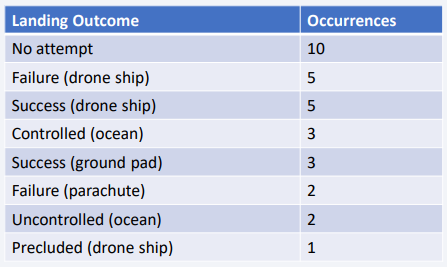 Landing Outcome Occurrences
No attempt 10
Failure (drone ship) 5
Success (drone ship) 5
Controlled (ocean) 3
Success (ground pad) 3
Failure (parachute) 2
Uncontrolled (ocean) 2
Precluded (drone ship) 1